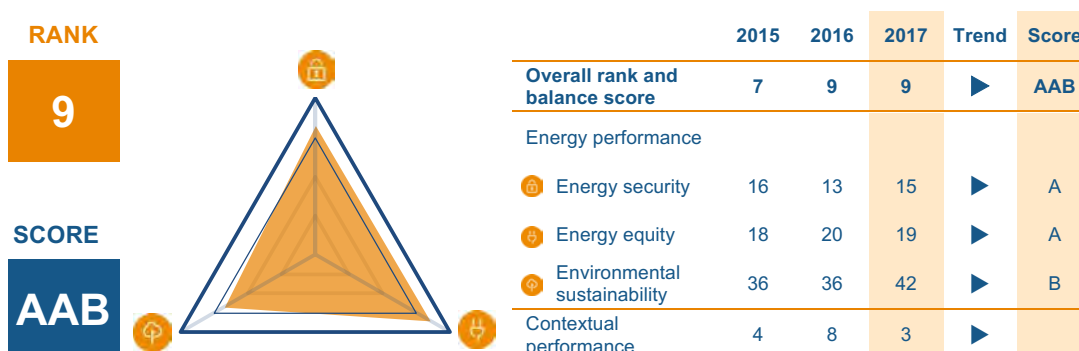 RANK
9
SCORE
AAB
2015 2016 2017 Trend Score
Overall rank and
balance score 7 9 9 AAB
Energy performance
Energy security 16 13 15 A
Energy equity 18 20 19 A
Environmental
sustainability 36 36 42 B
Contextual
performance 4 8 3